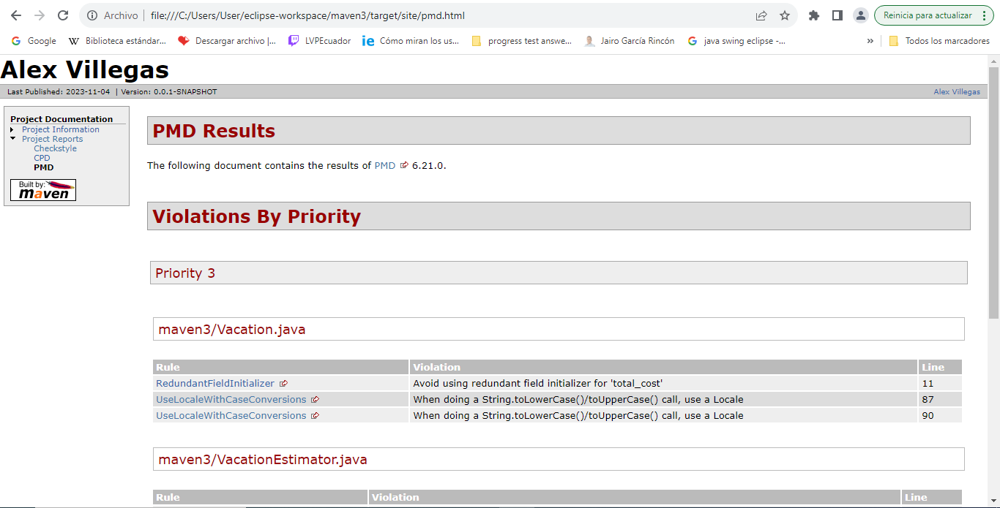 Archivo | file:///C:/Users/User/eclipse-workspace/maven3/target/site/pmd.html Reinicia para actualizar
Google Biblioteca estándar... Descargar archivo |... LVPEcuador Cómo miran los us... progress test answe... Jairo García Rincón java swing eclipse -... » Todos los marcadores
Alex Villegas
Last Published: 2023-11-04 | Version: 0.0.1-SNAPSHOT Alex Villegas
Project Documentation
Project Information
Project Reports
Checkstyle
CPD
PMD
Built by:
maven
PMD Results
The following document contains the results of PMD 6.21.0.
Violations By Priority
Priority 3
maven3/Vacation.java
Rule Violation Line
RedundantFieldInitializer Avoid using redundant field initializer for 'total_cost' 11
UseLocaleWithCaseConversions When doing a String.toLowerCase()/toUpperCase() call, use a Locale 87
UseLocaleWithCaseConversions When doing a String.toLowerCase()/toUpperCase() call, use a Locale 90
maven3/VacationEstimator.java
Rule Violation Line